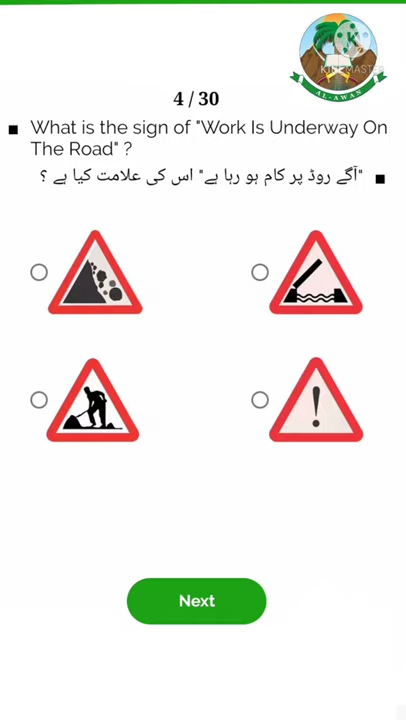 4 / 30
■ What is the sign of "Work Is Underway On
The Road" ?
■ "آگے روڈ پر کام ہو رہا ہے" اس کی علامت کیا ہے ؟
!
Next
AL-AWAN
KINEMASTER